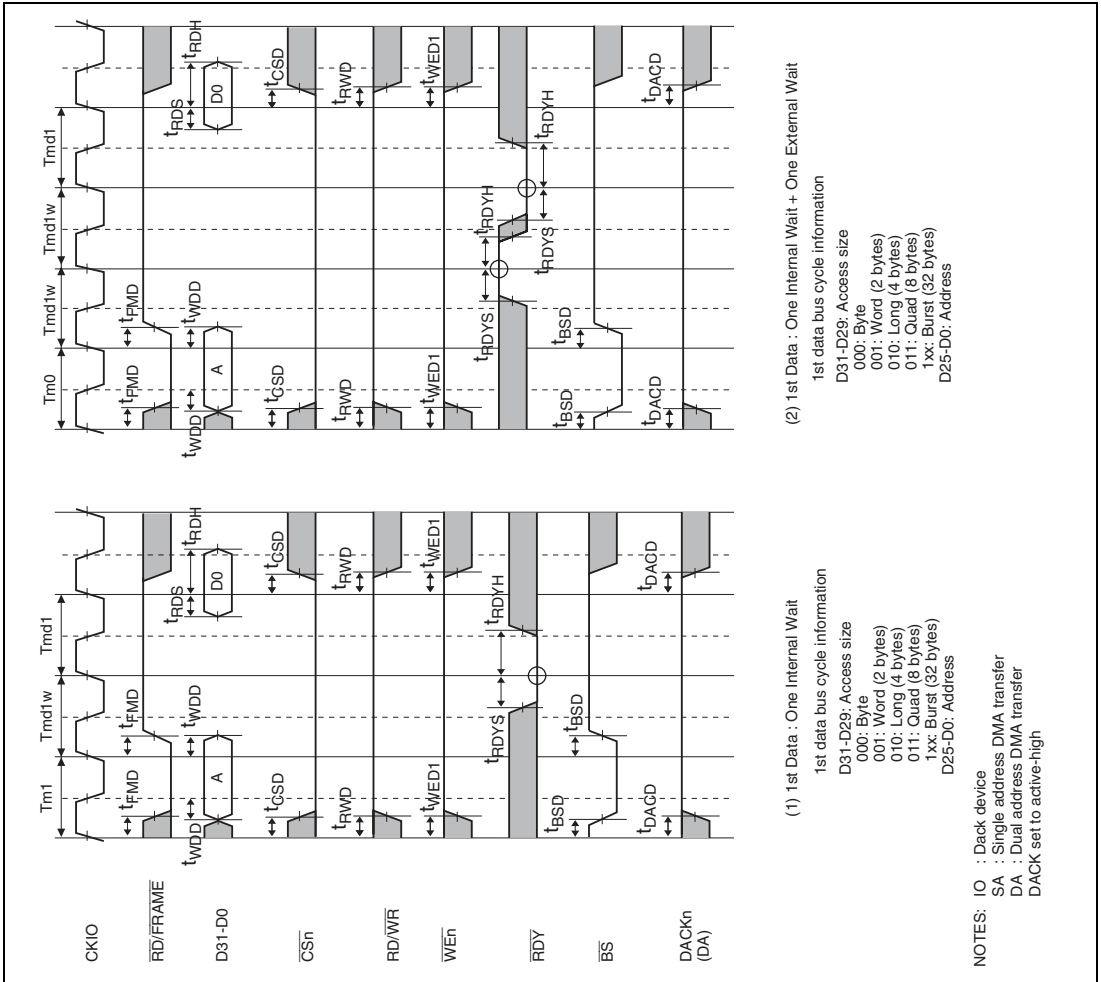 Tm1 Tmd1w Tmd1
CKIO
tFMD tFMD
RD/FRAME
tWDD tWDD tRDS tRDH
D31-D0 A D0
tCSD tCSD
CSn
tRWD tRWD
RD/WR
tWED1 tWED1
WEn
tRDYS tRDYH
RDY
tBSD tBSD
BS
tDACD tDACD
DACKn
(DA)
(1) 1st Data : One Internal Wait
1st data bus cycle information
D31-D29: Access size
000: Byte
001: Word (2 bytes)
010: Long (4 bytes)
011: Quad (8 bytes)
1xx: Burst (32 bytes)
D25-D0: Address
Tm0 Tmd1w Tmd1w Tmd1
tFMD tFMD
tWDD tWDD tRDS tRDH
A D0
tCSD tCSD
tRWD tRWD
tWED1 tWED1
tRDYS tRDYH
tRDYS tRDYH
tBSD tBSD
tDACD tDACD
(2) 1st Data : One Internal Wait + One External Wait
1st data bus cycle information
D31-D29: Access size
000: Byte
001: Word (2 bytes)
010: Long (4 bytes)
011: Quad (8 bytes)
1xx: Burst (32 bytes)
D25-D0: Address
NOTES: IO : Dack device
SA : Single address DMA transfer
DA : Dual address DMA transfer
DACK set to active-high